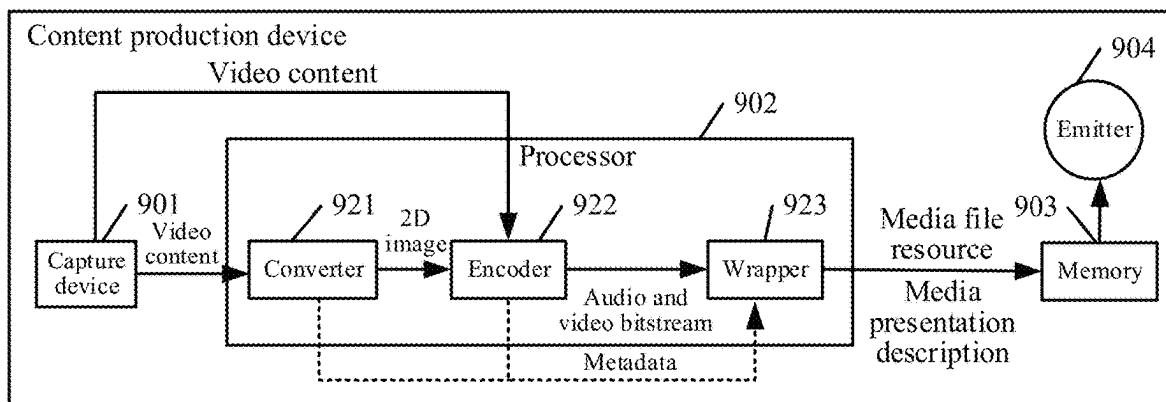 Content production device
Video content
904
902
Emitter
Processor
901
921
922
923
903
Video
content
2D
image
Media file
resource
Capture
device
Converter
Encoder
Wrapper
Memory
Audio and
video bitstream
Media
presentation
description
Metadata